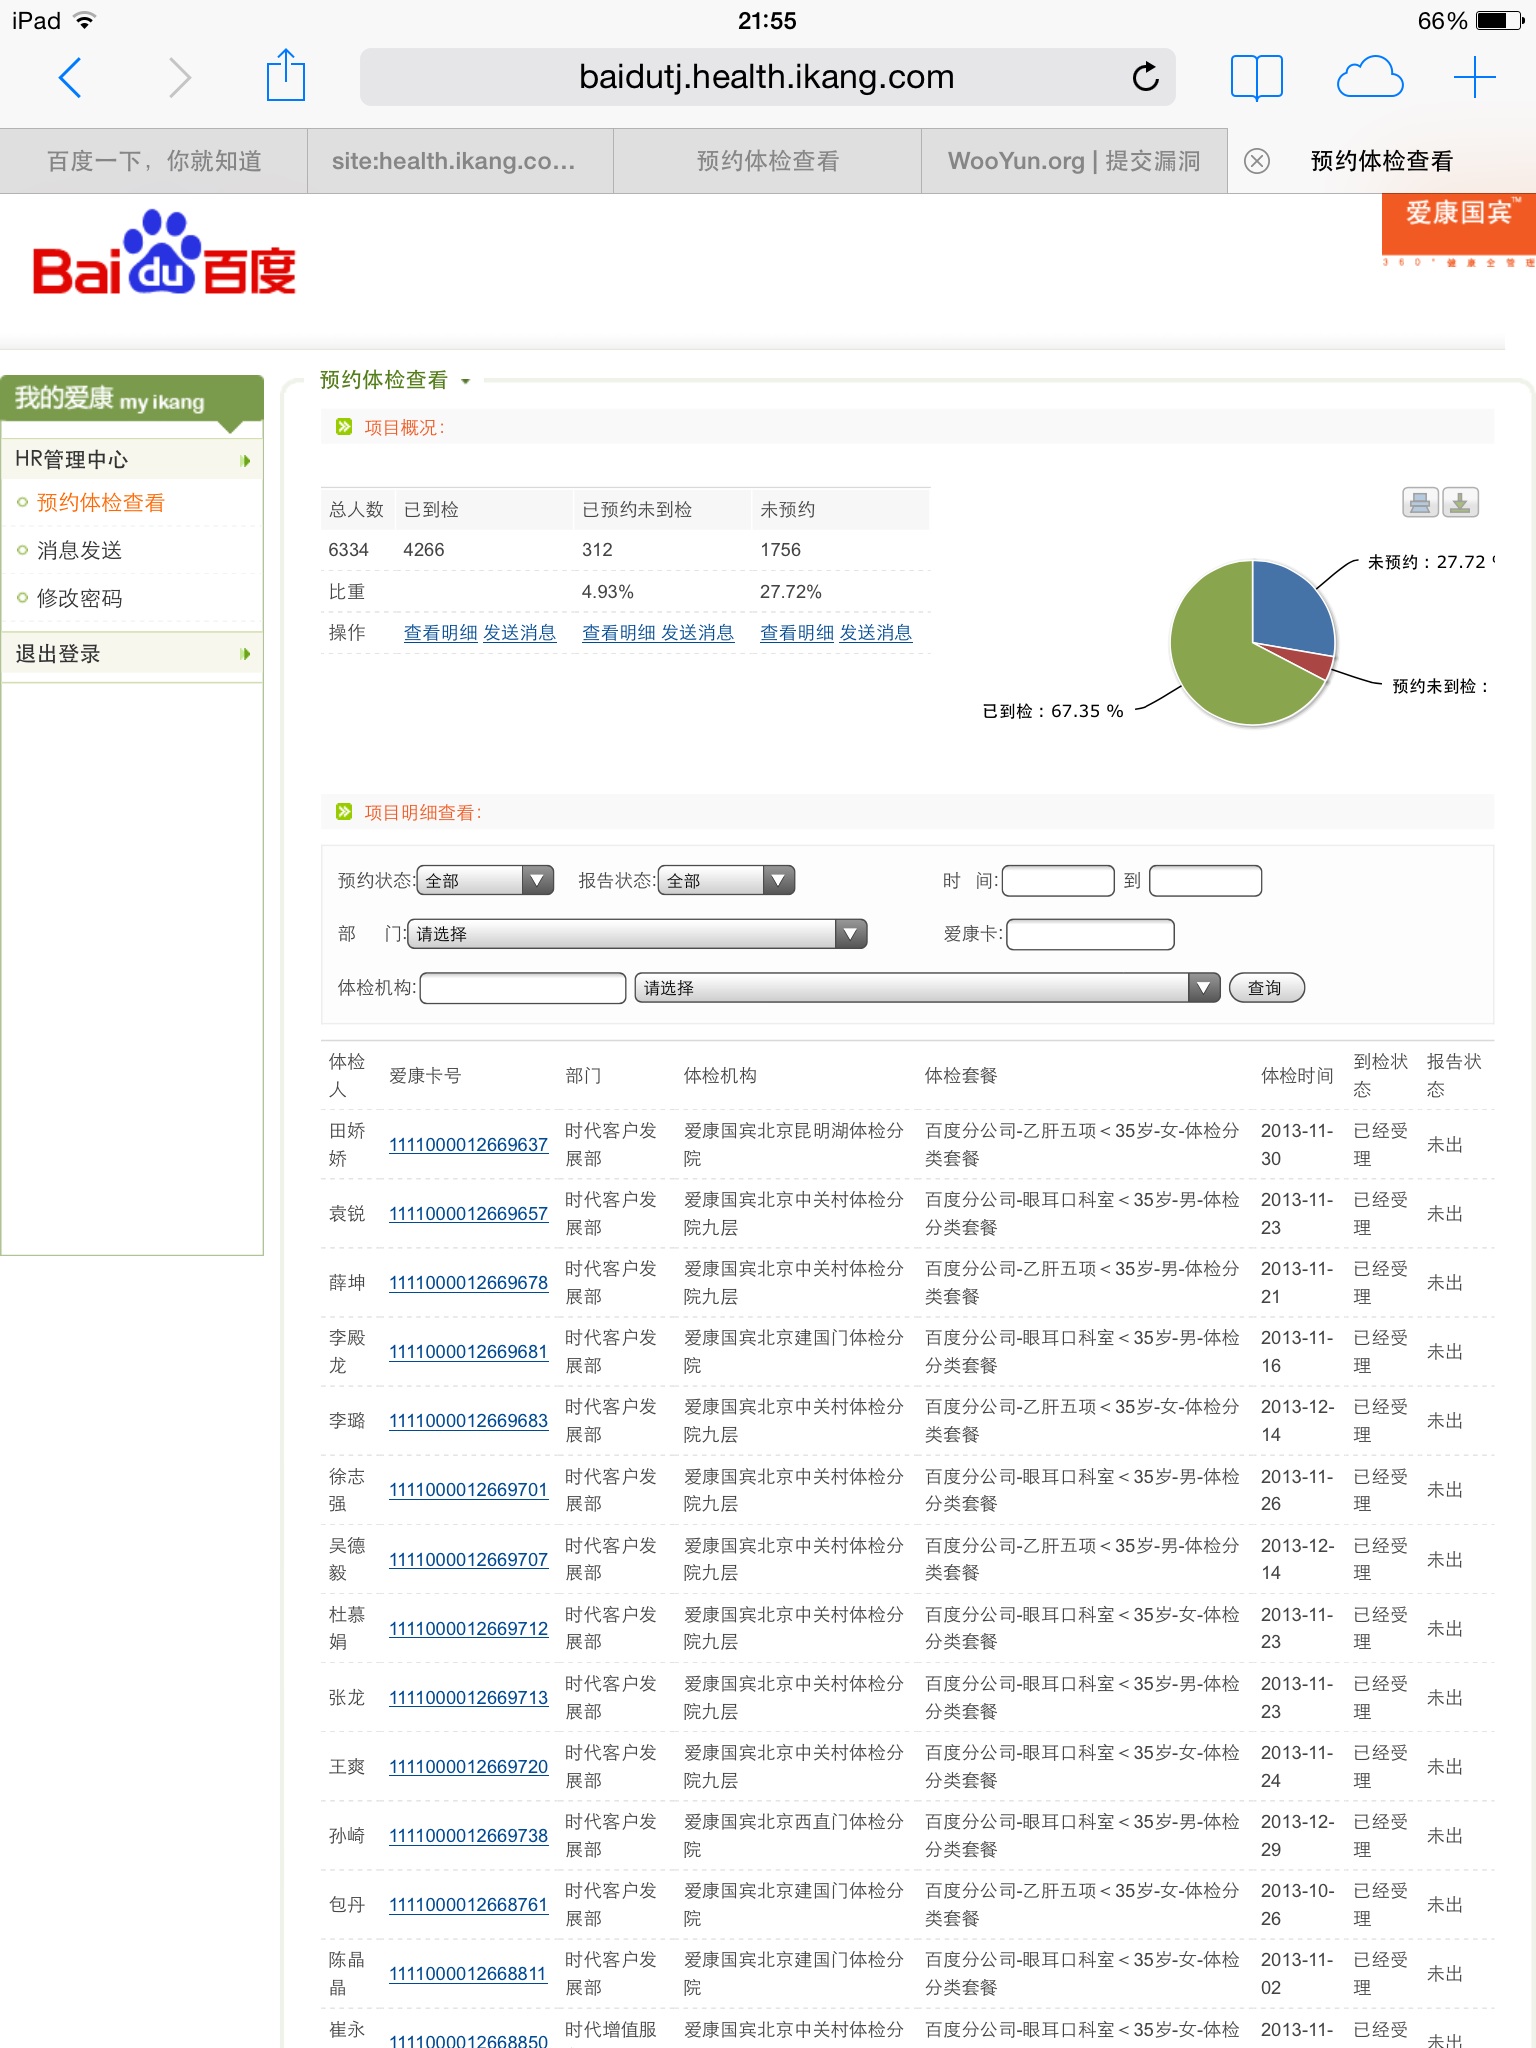 iPad 21:55 66%
baidutj.health.ikang.com
百度一下，你就知道 site:health.ikang.co... 预约体检查看 WooYun.org | 提交漏洞 预约体检查看
Bai du 百度
爱康国宾™
360°健康全管理
我的爱康 my ikang
HR管理中心
预约体检查看
消息发送
修改密码
退出登录
预约体检查看
项目概况:
总人数 已到检 已预约未到检 未预约
6334 4266 312 1756
比重 4.93% 27.72%
操作 查看明细 发送消息 查看明细 发送消息 查看明细 发送消息
未预约 : 27.72
预约未到检 :
已到检 : 67.35 %
项目明细查看:
预约状态: 全部 报告状态: 全部 时 间: 到
部 门: 请选择 爱康卡:
体检机构: 请选择 查询
体检人 爱康卡号 部门 体检机构 体检套餐 体检时间 到检状态 报告状态
田娇娇 1111000012669637 时代客户发展部 爱康国宾北京昆明湖体检分院 百度分公司-乙肝五项＜35岁-女-体检分类套餐 2013-11-30 已经受理 未出
袁锐 1111000012669657 时代客户发展部 爱康国宾北京中关村体检分院九层 百度分公司-眼耳口科室＜35岁-男-体检分类套餐 2013-11-23 已经受理 未出
薛坤 1111000012669678 时代客户发展部 爱康国宾北京中关村体检分院九层 百度分公司-乙肝五项＜35岁-男-体检分类套餐 2013-11-21 已经受理 未出
李殿龙 1111000012669681 时代客户发展部 爱康国宾北京建国门体检分院 百度分公司-眼耳口科室＜35岁-男-体检分类套餐 2013-11-16 已经受理 未出
李璐 1111000012669683 时代客户发展部 爱康国宾北京中关村体检分院九层 百度分公司-乙肝五项＜35岁-女-体检分类套餐 2013-12-14 已经受理 未出
徐志强 1111000012669701 时代客户发展部 爱康国宾北京中关村体检分院九层 百度分公司-眼耳口科室＜35岁-男-体检分类套餐 2013-11-26 已经受理 未出
吴德毅 1111000012669707 时代客户发展部 爱康国宾北京中关村体检分院九层 百度分公司-乙肝五项＜35岁-男-体检分类套餐 2013-12-14 已经受理 未出
杜慕娟 1111000012669712 时代客户发展部 爱康国宾北京中关村体检分院九层 百度分公司-眼耳口科室＜35岁-女-体检分类套餐 2013-11-23 已经受理 未出
张龙 1111000012669713 时代客户发展部 爱康国宾北京中关村体检分院九层 百度分公司-眼耳口科室＜35岁-男-体检分类套餐 2013-11-23 已经受理 未出
王爽 1111000012669720 时代客户发展部 爱康国宾北京中关村体检分院九层 百度分公司-眼耳口科室＜35岁-女-体检分类套餐 2013-11-24 已经受理 未出
孙崎 1111000012669738 时代客户发展部 爱康国宾北京西直门体检分院 百度分公司-眼耳口科室＜35岁-男-体检分类套餐 2013-12-29 已经受理 未出
包丹 1111000012668761 时代客户发展部 爱康国宾北京建国门体检分院 百度分公司-乙肝五项＜35岁-女-体检分类套餐 2013-10-26 已经受理 未出
陈晶晶 1111000012668811 时代客户发展部 爱康国宾北京建国门体检分院 百度分公司-眼耳口科室＜35岁-女-体检分类套餐 2013-11-02 已经受理 未出
崔永 1111000012668850 时代增值服 爱康国宾北京中关村体检分 百度分公司-眼耳口科室＜35岁-女-体检 2013-11- 已经受 未出